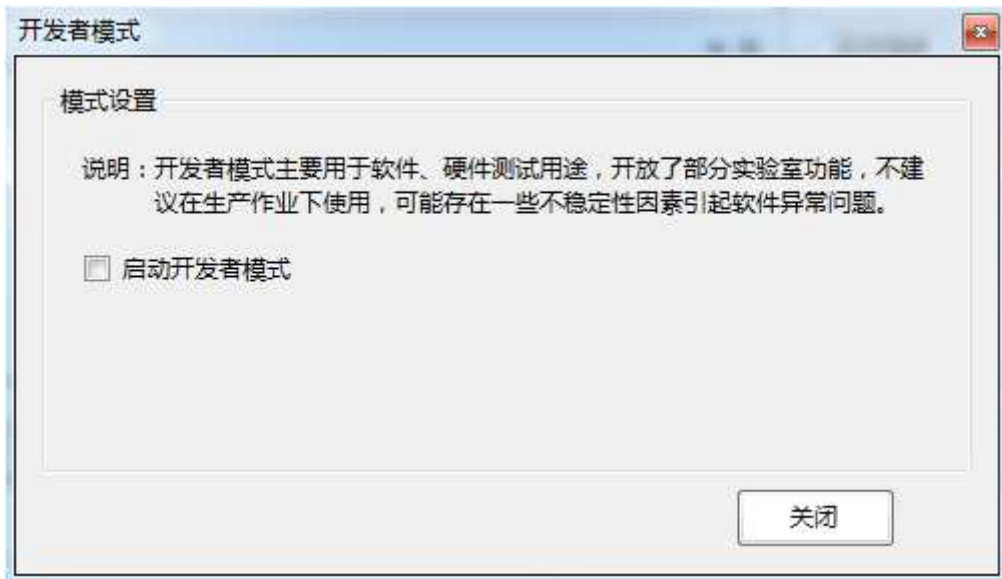 开发者模式
模式设置
说明：开发者模式主要用于软件、硬件测试用途，开放了部分实验室功能，不建
议在生产作业下使用，可能存在一些不稳定性因素引起软件异常问题。
启动开发者模式
关闭